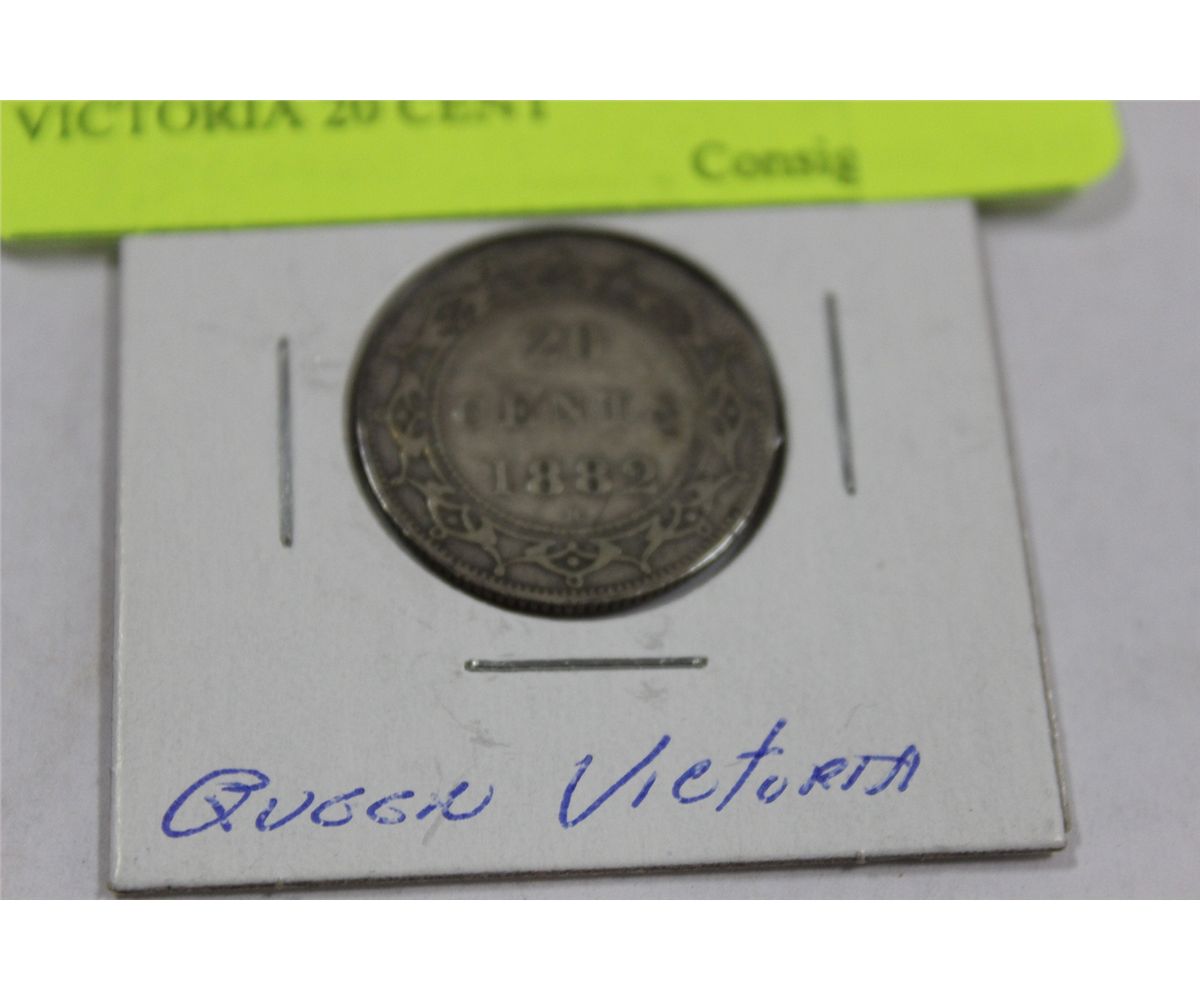 VICTORIA 20 CENT
Consig
20
CENTS
1882
H
Queen Victoria